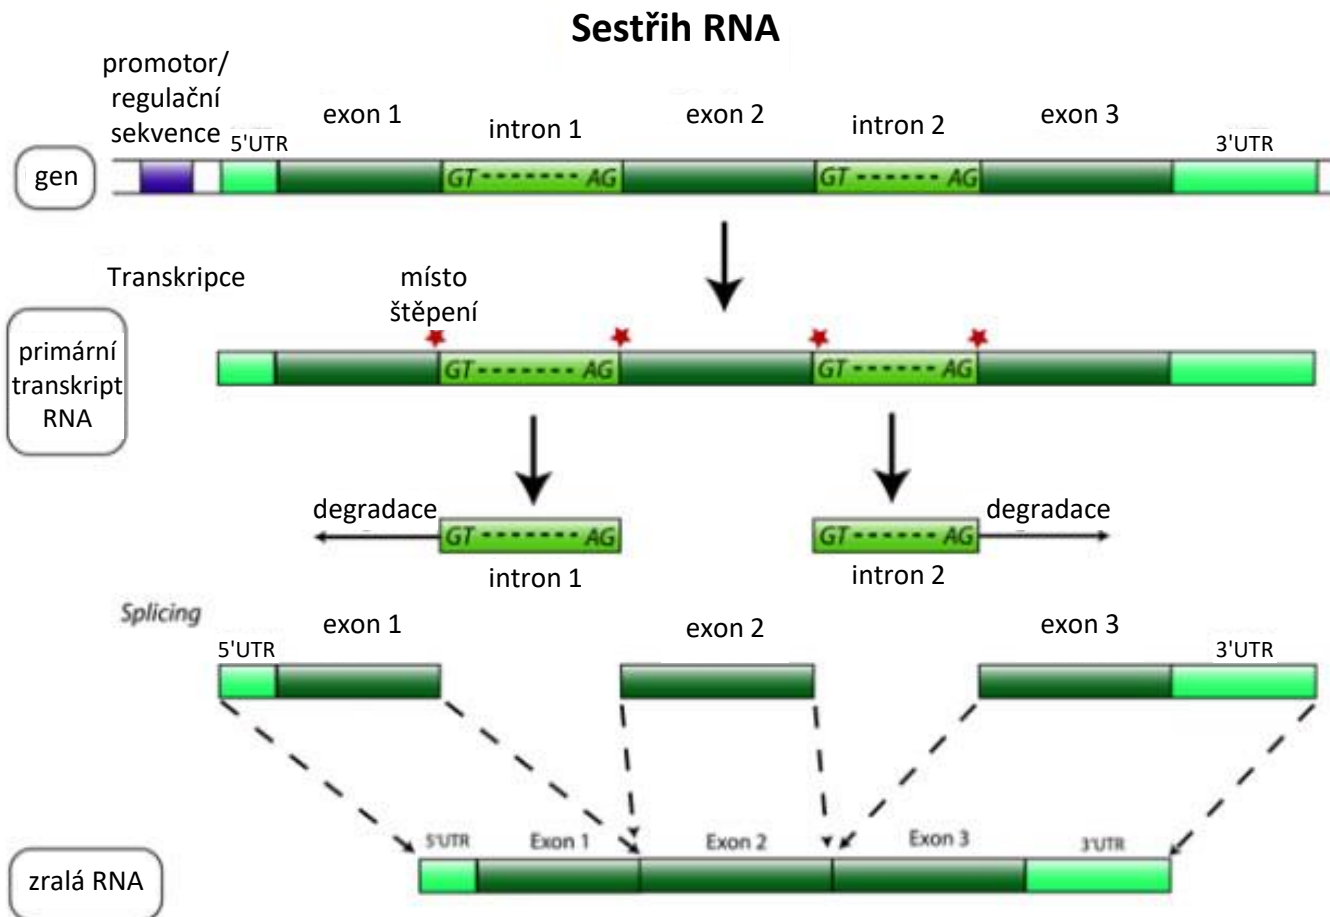 Sestřih RNA
promotor/
regulační
sekvence
5'UTR
exon 1
intron 1
exon 2
intron 2
exon 3
3'UTR
gen
GT ------- AG
GT ------ AG
Transkripce
místo
štěpení
primární
transkript
RNA
GT ------- AG
GT ------ AG
degradace
GT ------- AG
GT ------ AG
degradace
intron 1
intron 2
Splicing
5'UTR
exon 1
exon 2
exon 3
3'UTR
5'UTR
Exon 1
Exon 2
Exon 3
3'UTR
zralá RNA